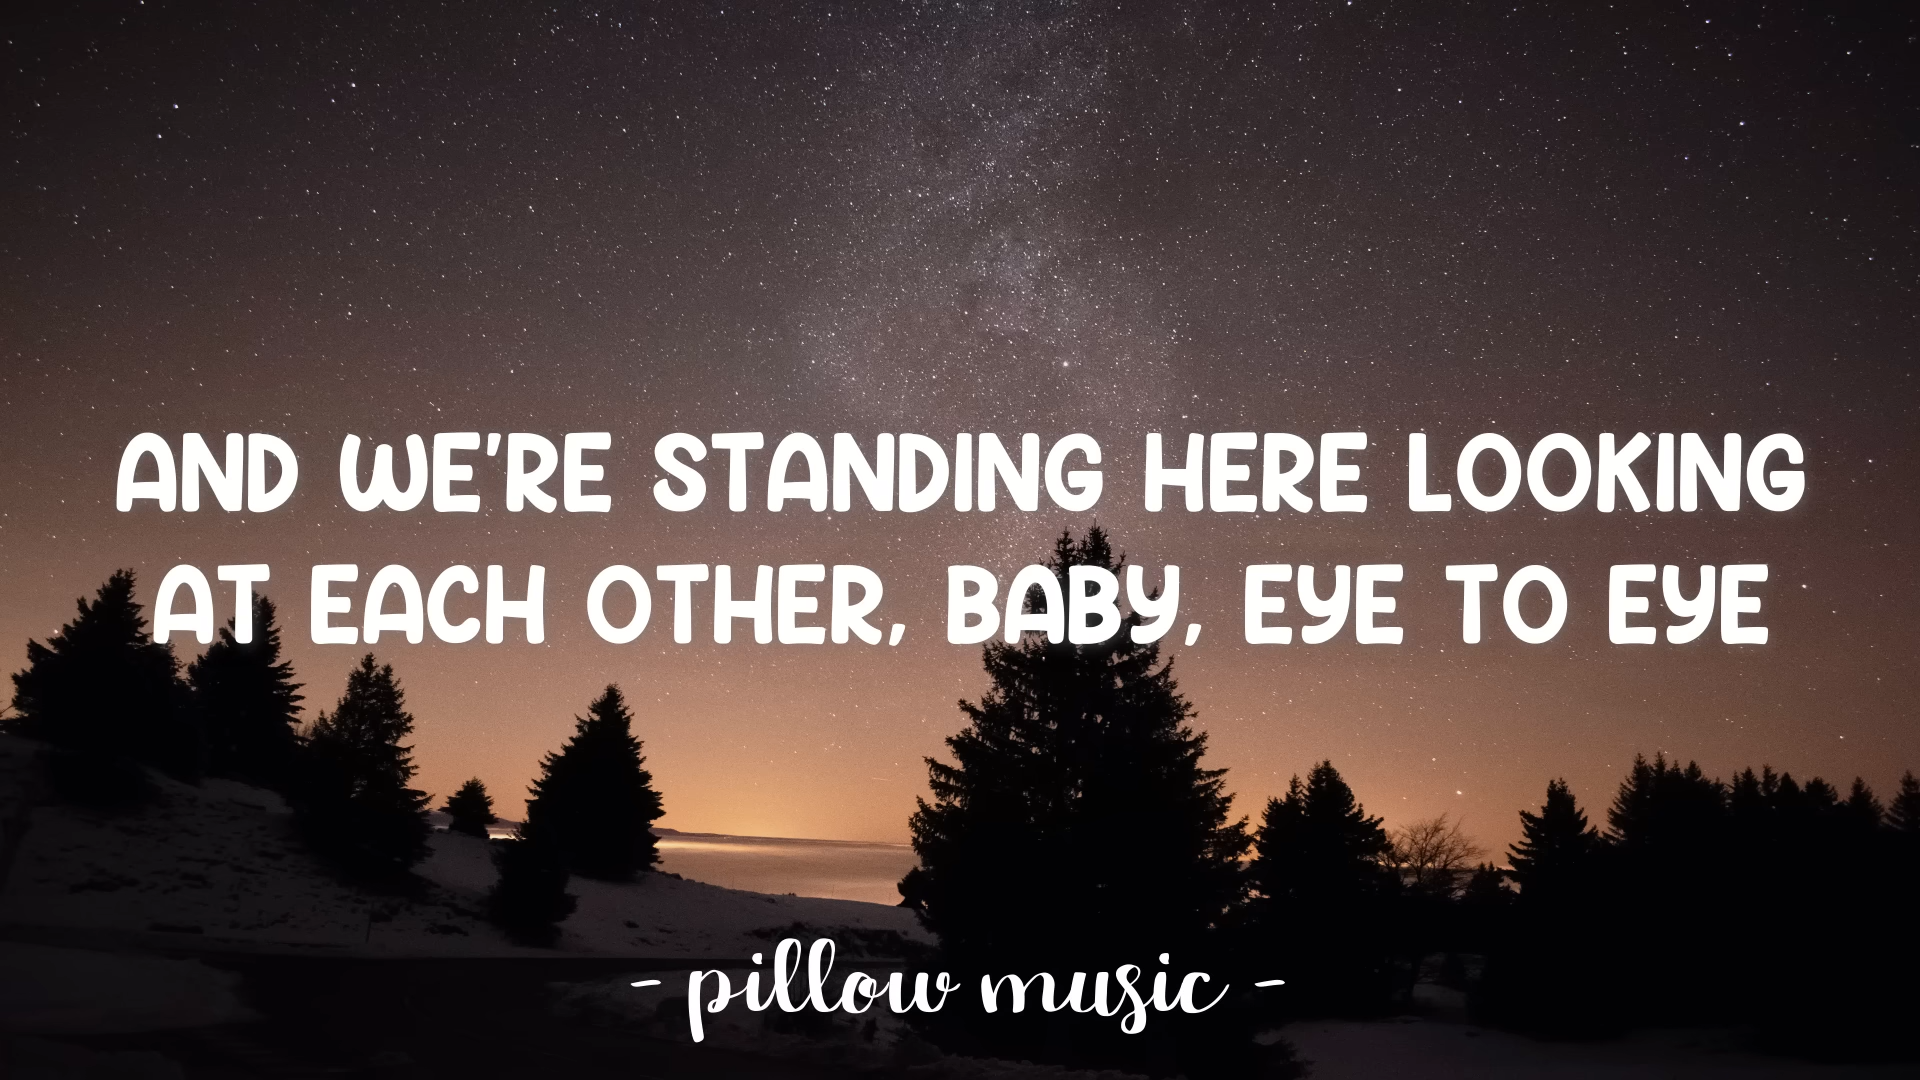 AND WE'RE STANDING HERE LOOKING
AT EACH OTHER, BABY, EYE TO EYE
- pillow music -